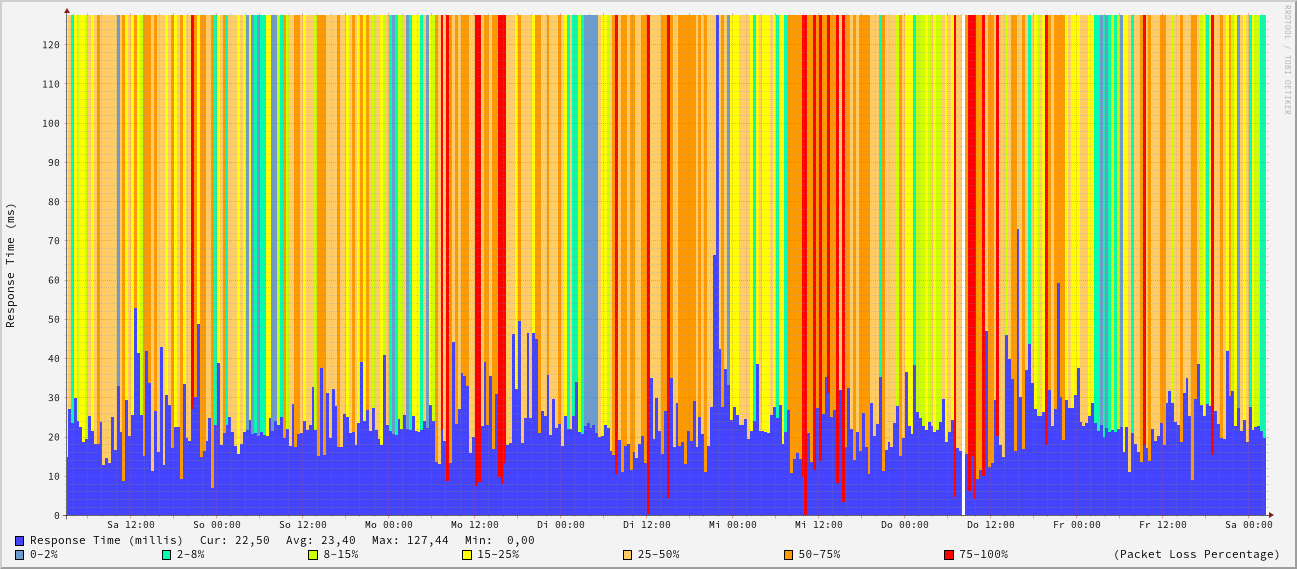 RRDTOOL / TOBI OETIKER
Response Time (ms)
120
110
100
90
80
70
60
50
40
30
20
10
0
Sa 12:00 So 00:00 So 12:00 Mo 00:00 Mo 12:00 Di 00:00 Di 12:00 Mi 00:00 Mi 12:00 Do 00:00 Do 12:00 Fr 00:00 Fr 12:00 Sa 00:00
Response Time (millis) Cur: 22,50 Avg: 23,40 Max: 127,44 Min: 0,00
0-2% 2-8% 8-15% 15-25% 25-50% 50-75% 75-100% (Packet Loss Percentage)